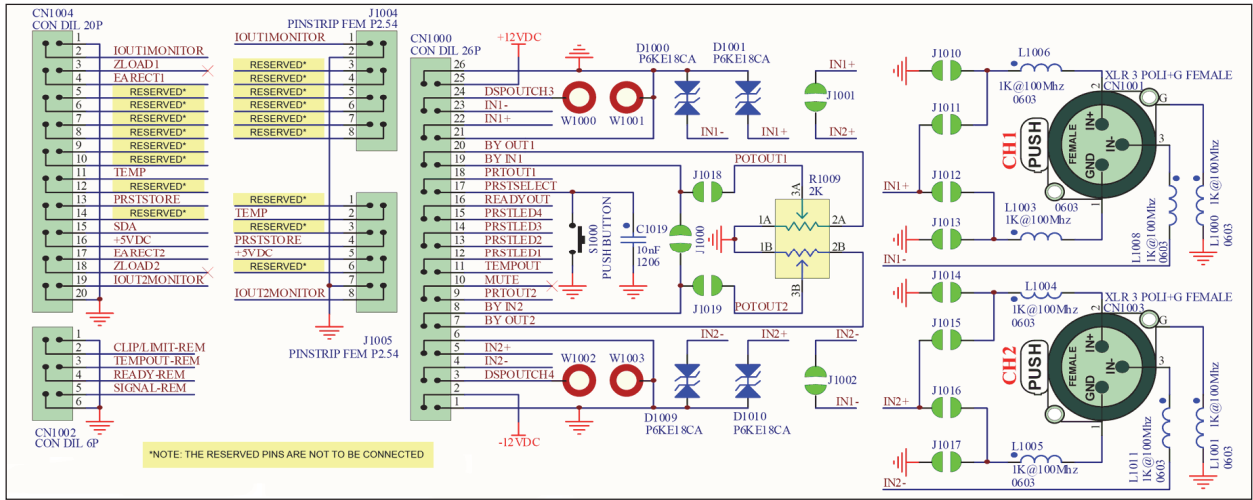 CN1004
CON DIL 20P
1
2 IOUT1MONITOR
3 ZLOAD1
4 EARECT1
5 RESERVED*
6 RESERVED*
7 RESERVED*
8 RESERVED*
9 RESERVED*
10 RESERVED*
11 TEMP
12 RESERVED*
13 PRSTSTORE
14 RESERVED*
15 SDA
16 +5VDC
17 EARECT2
18 ZLOAD2
19 IOUT2MONITOR
20
1
2 CLIP/LIMIT-REM
3 TEMPOUT-REM
4 READY-REM
5 SIGNAL-REM
6
CN1002
CON DIL 6P
J1004
PINSTRIP FEM P2.54
IOUT1MONITOR 1
2
RESERVED* 3
RESERVED* 4
RESERVED* 5
RESERVED* 6
RESERVED* 7
RESERVED* 8
RESERVED* 1
TEMP 2
RESERVED* 3
PRSTSTORE 4
+5VDC 5
RESERVED* 6
7
IOUT2MONITOR 8
J1005
PINSTRIP FEM P2.54
*NOTE: THE RESERVED PINS ARE NOT TO BE CONNECTED
CN1000
CON DIL 26P
+12VDC
26
25
24 DSPOUTCH3
23 IN1-
22 IN1+
21
20 BY OUT1
19 BY IN1
18 PRTOUT1
17 PRSTSELECT
16 READYOUT
15 PRSTLED4
14 PRSTLED3
13 PRSTLED2
12 PRSTLED1
11 TEMPOUT
10 MUTE
9 PRTOUT2
8 BY IN2
7 BY OUT2
6
5 IN2+
4 IN2-
3 DSPOUTCH4
2
1
-12VDC
W1000
W1001
D1000
P6KE18CA
D1001
P6KE18CA
IN1-
IN1+
IN1+
J1001
IN2+
S1000
PUSHBUTTON
C1019
10nF
1206
J1018
J1000
J1019
POTOUT1
R1009
2K
3A
1A
2A
1B
2B
3B
POTOUT2
W1002
W1003
IN2-
IN2+
IN2-
D1009
P6KE18CA
D1010
P6KE18CA
J1002
IN1-
J1010
L1006
1K@100Mhz
0603
XLR 3 POLI+G FEMALE
CN1001
J1011
J1012
IN1+
L1003
1K@100Mhz
0603
J1013
IN1-
CH1
PUSH
FEMALE
IN+
IN-
GND
2
G
3
1
L1008
1K@100Mhz
0603
L1000
1K@100Mhz
0603
J1014
L1004
1K@100Mhz
0603
XLR 3 POLI+G FEMALE
CN1003
J1015
J1016
IN2+
J1017
L1005
1K@100Mhz
0603
IN2-
CH2
PUSH
FEMALE
IN+
IN-
GND
2
G
3
1
L1011
1K@100Mhz
0603
L1001
1K@100Mhz
0603